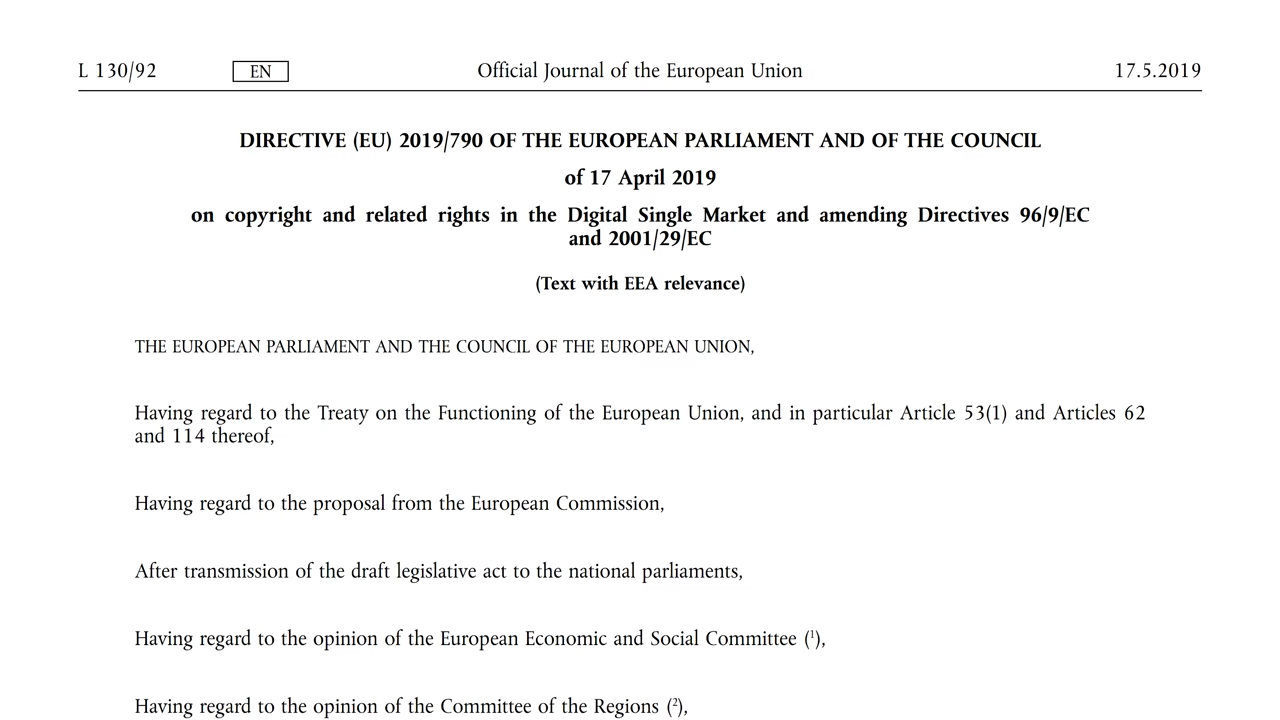 L 130/92 EN Official Journal of the European Union 17.5.2019
DIRECTIVE (EU) 2019/790 OF THE EUROPEAN PARLIAMENT AND OF THE COUNCIL
of 17 April 2019
on copyright and related rights in the Digital Single Market and amending Directives 96/9/EC
and 2001/29/EC
(Text with EEA relevance)
THE EUROPEAN PARLIAMENT AND THE COUNCIL OF THE EUROPEAN UNION,
Having regard to the Treaty on the Functioning of the European Union, and in particular Article 53(1) and Articles 62
and 114 thereof,
Having regard to the proposal from the European Commission,
After transmission of the draft legislative act to the national parliaments,
Having regard to the opinion of the European Economic and Social Committee (¹),
Having regard to the opinion of the Committee of the Regions (²),